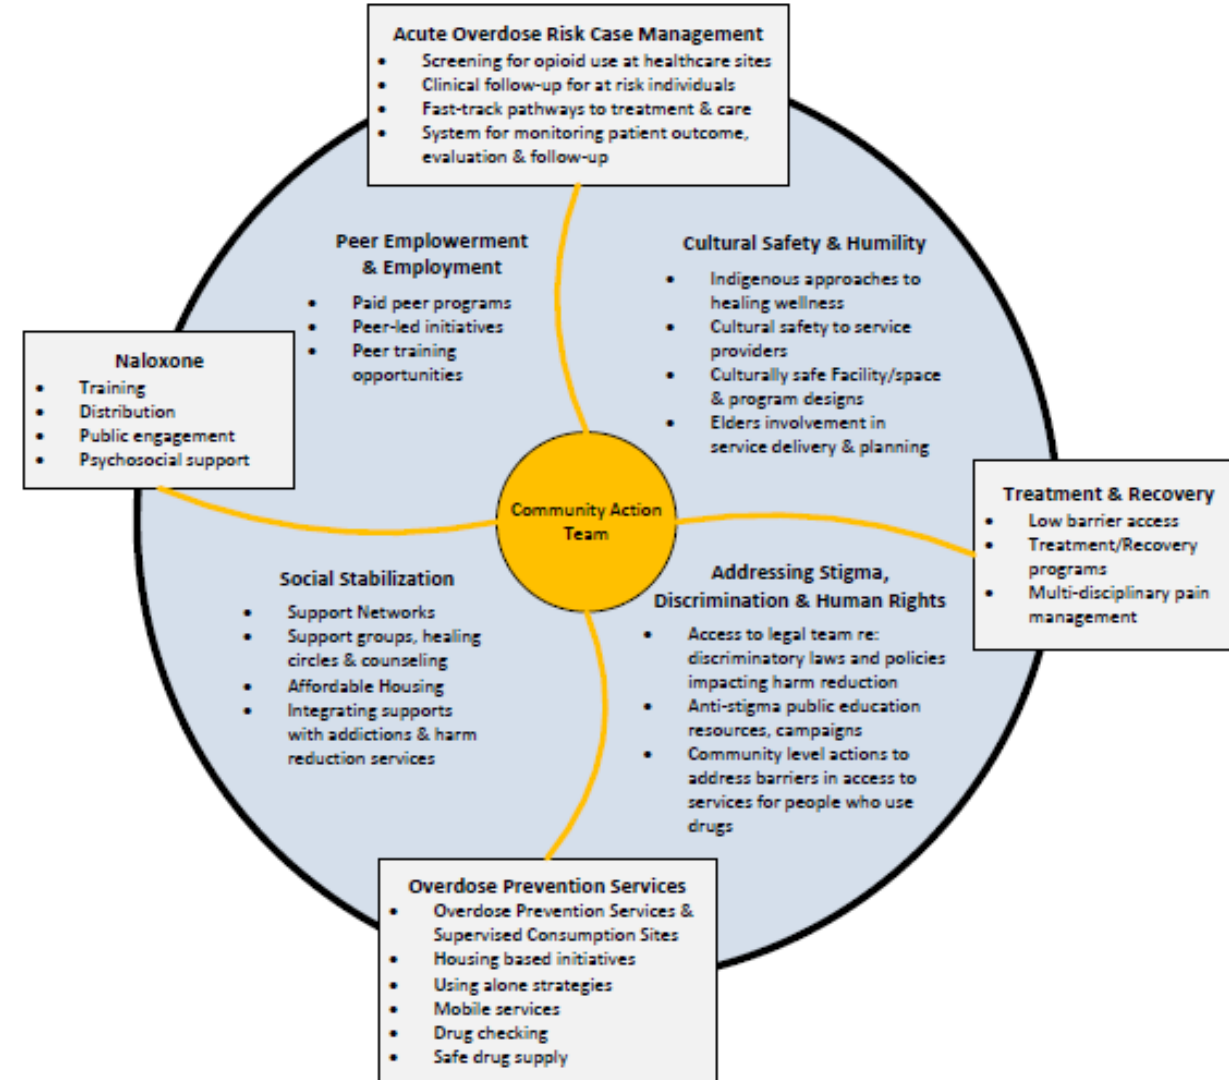 Acute Overdose Risk Case Management
• Screening for opioid use at healthcare sites
• Clinical follow-up for at risk individuals
• Fast-track pathways to treatment & care
• System for monitoring patient outcome,
evaluation & follow-up
Peer Emplowerment
& Employment
• Paid peer programs
• Peer-led initiatives
• Peer training
opportunities
Cultural Safety & Humility
• Indigenous approaches to
healing wellness
• Cultural safety to service
providers
• Culturally safe Facility/space
& program designs
• Elders involvement in
service delivery & planning
Naloxone
• Training
• Distribution
• Public engagement
• Psychosocial support
Community Action
Team
Treatment & Recovery
• Low barrier access
• Treatment/Recovery
programs
• Multi-disciplinary pain
management
Social Stabilization
• Support Networks
• Support groups, healing
circles & counseling
• Affordable Housing
• Integrating supports
with addictions & harm
reduction services
Addressing Stigma,
Discrimination & Human Rights
• Access to legal team re:
discriminatory laws and policies
impacting harm reduction
• Anti-stigma public education
resources, campaigns
• Community level actions to
address barriers in access to
services for people who use
drugs
Overdose Prevention Services
• Overdose Prevention Services &
Supervised Consumption Sites
• Housing based initiatives
• Using alone strategies
• Mobile services
• Drug checking
• Safe drug supply